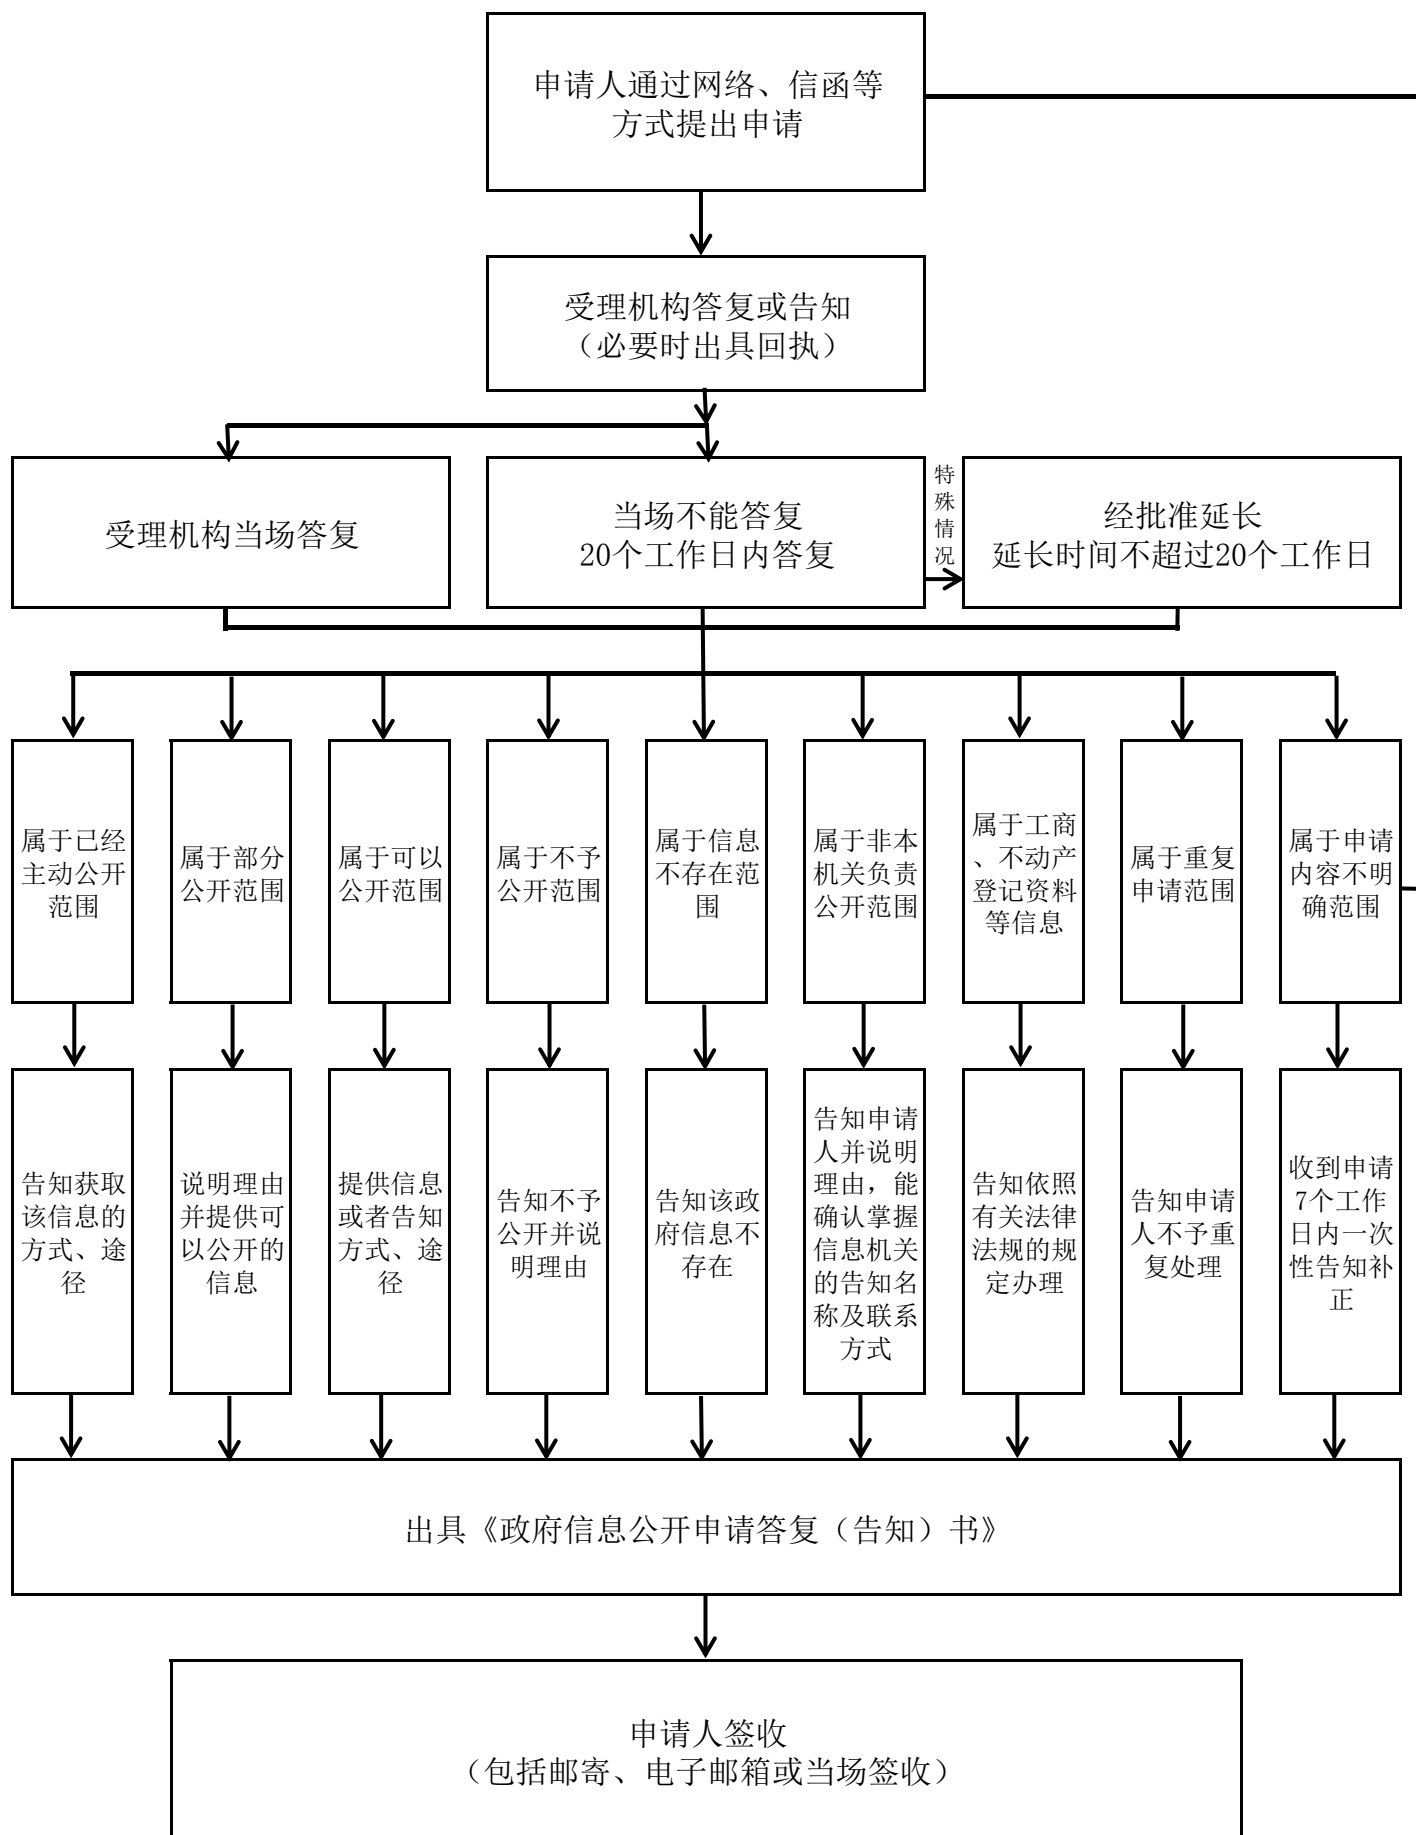 申请人通过网络、信函等
方式提出申请
受理机构答复或告知
（必要时出具回执）
受理机构当场答复
当场不能答复
20个工作日内答复
特
殊
情
况
经批准延长
延长时间不超过20个工作日
属于已经
主动公开
范围
属于部分
公开范围
属于可以
公开范围
属于不予
公开范围
属于信息
不存在范
围
属于非本
机关负责
公开范围
属于工商
、不动产
登记资料
等信息
属于重复
申请范围
属于申请
内容不明
确范围
告知获取
该信息的
方式、途
径
说明理由
并提供可
以公开的
信息
提供信息
或者告知
方式、途
径
告知不予
公开并说
明理由
告知该政
府信息不
存在
告知申请
人并说明
理由，能
确认掌握
信息机关
的告知名
称及联系
方式
告知依照
有关法律
法规的规
定办理
告知申请
人不予重
复处理
收到申请
7个工作
日内一次
性告知补
正
出具《政府信息公开申请答复（告知）书》
申请人签收
（包括邮寄、电子邮箱或当场签收）